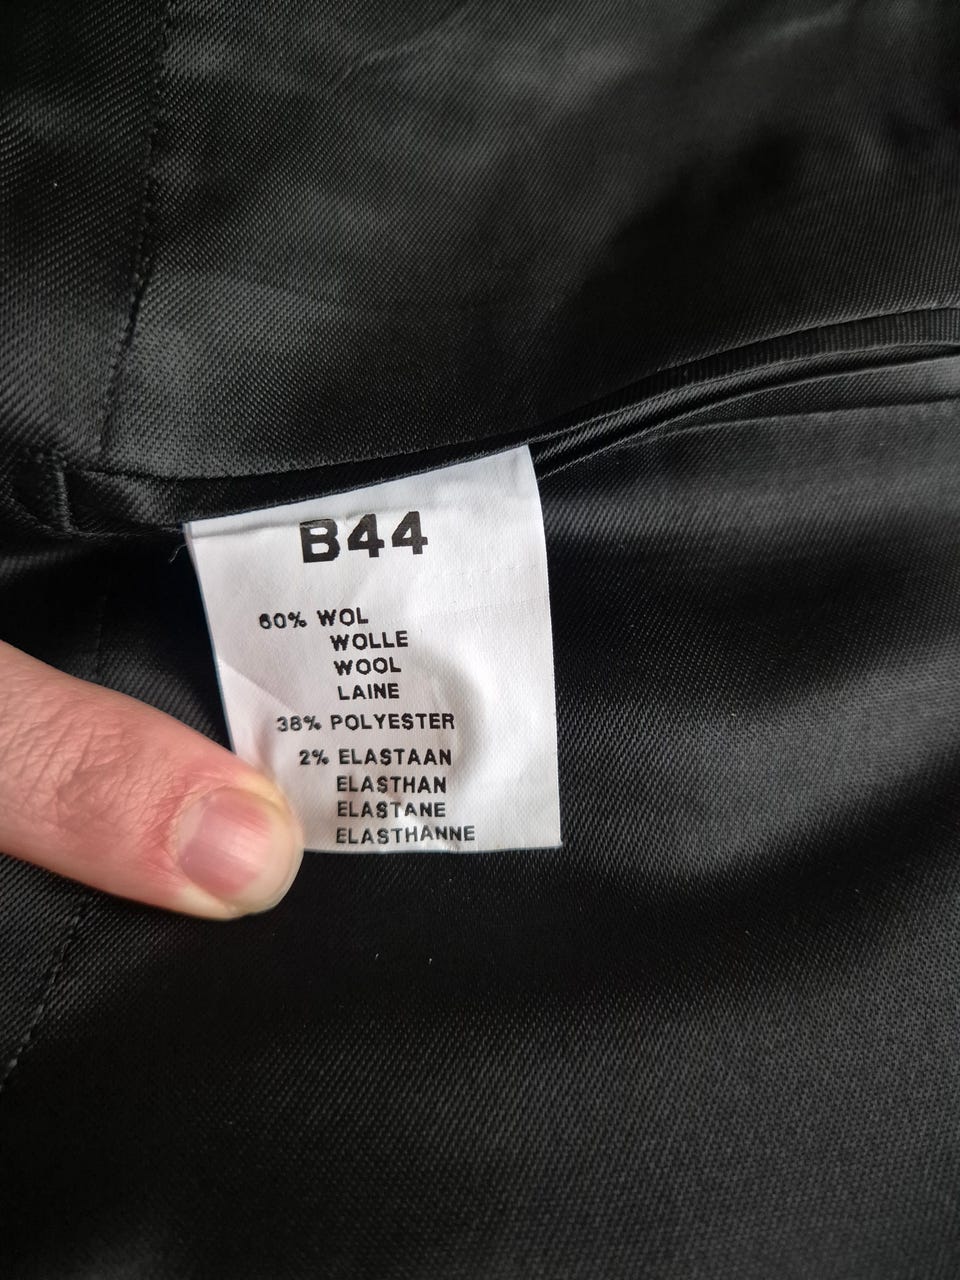 B44
60% WOL
WOLLE
WOOL
LAINE
38% POLYESTER
2% ELASTAAN
ELASTHAN
ELASTANE
ELASTHANNE